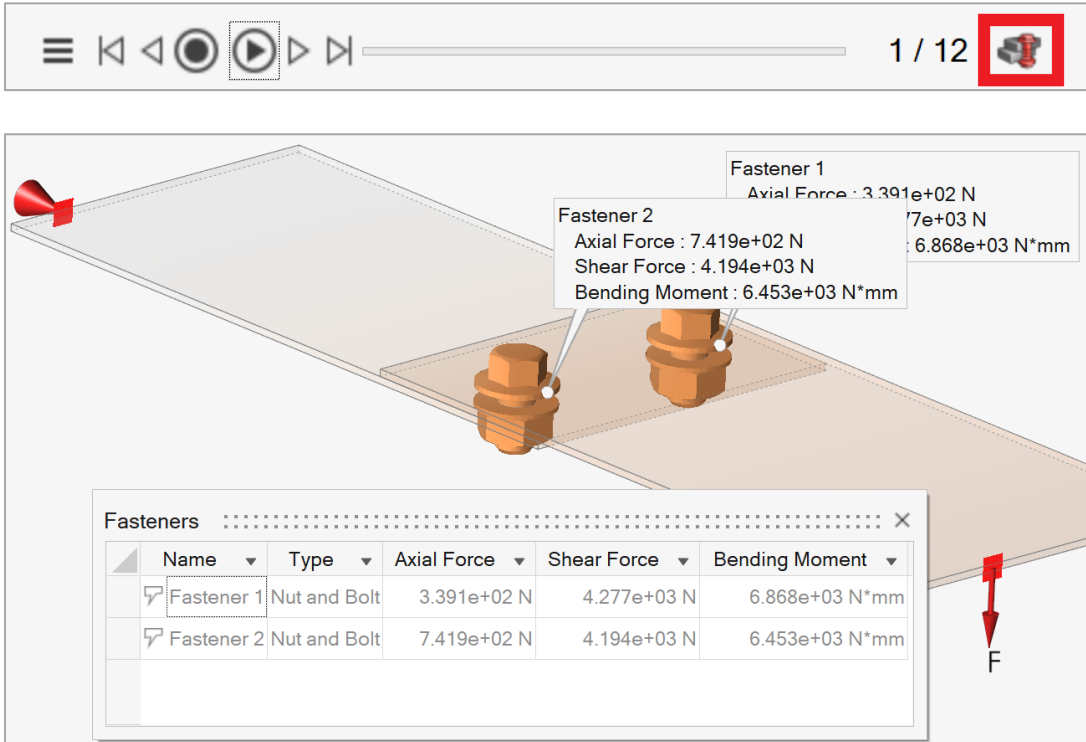 1 / 12
Fastener 1
Axial Force : 3.391e+02 N
77e+03 N
: 6.868e+03 N*mm
Fastener 2
Axial Force : 7.419e+02 N
Shear Force : 4.194e+03 N
Bending Moment : 6.453e+03 N*mm
Fasteners
Name Type Axial Force Shear Force Bending Moment
Fastener 1 Nut and Bolt 3.391e+02 N 4.277e+03 N 6.868e+03 N*mm
Fastener 2 Nut and Bolt 7.419e+02 N 4.194e+03 N 6.453e+03 N*mm
F